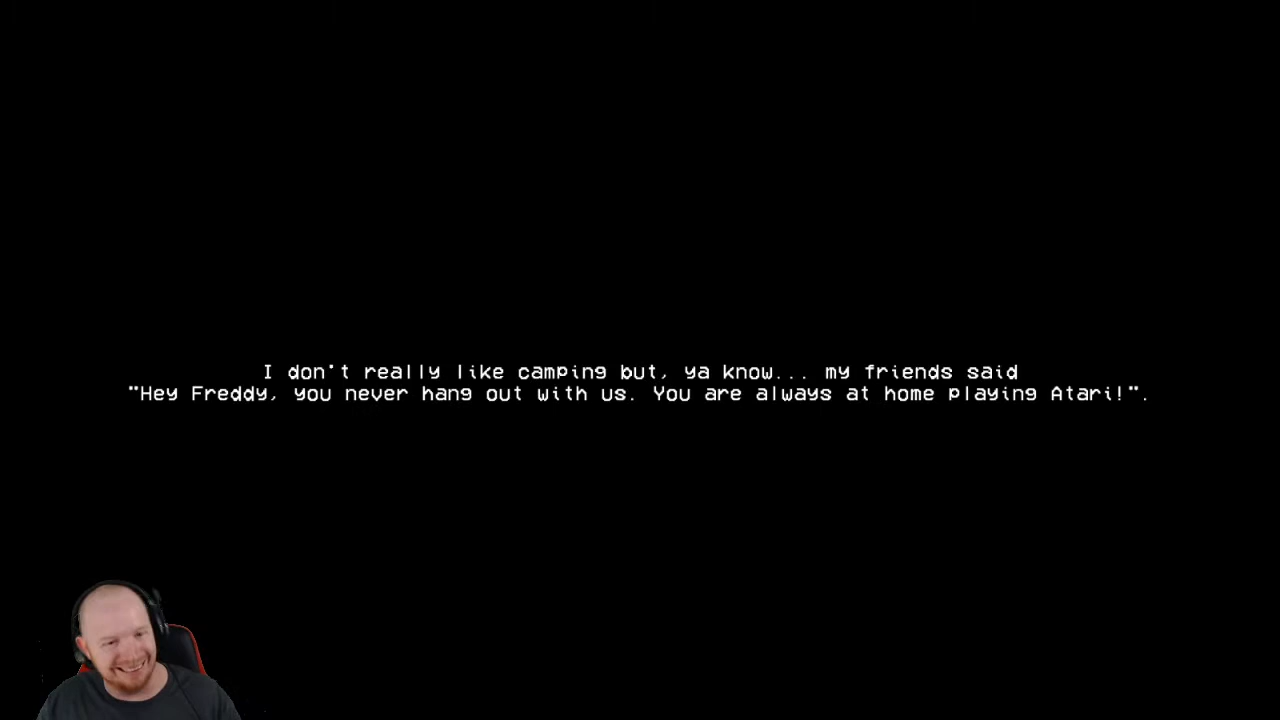 I don't really like camping but, ya know... my friends said
"Hey Freddy, you never hang out with us. You are always at home playing Atari!".